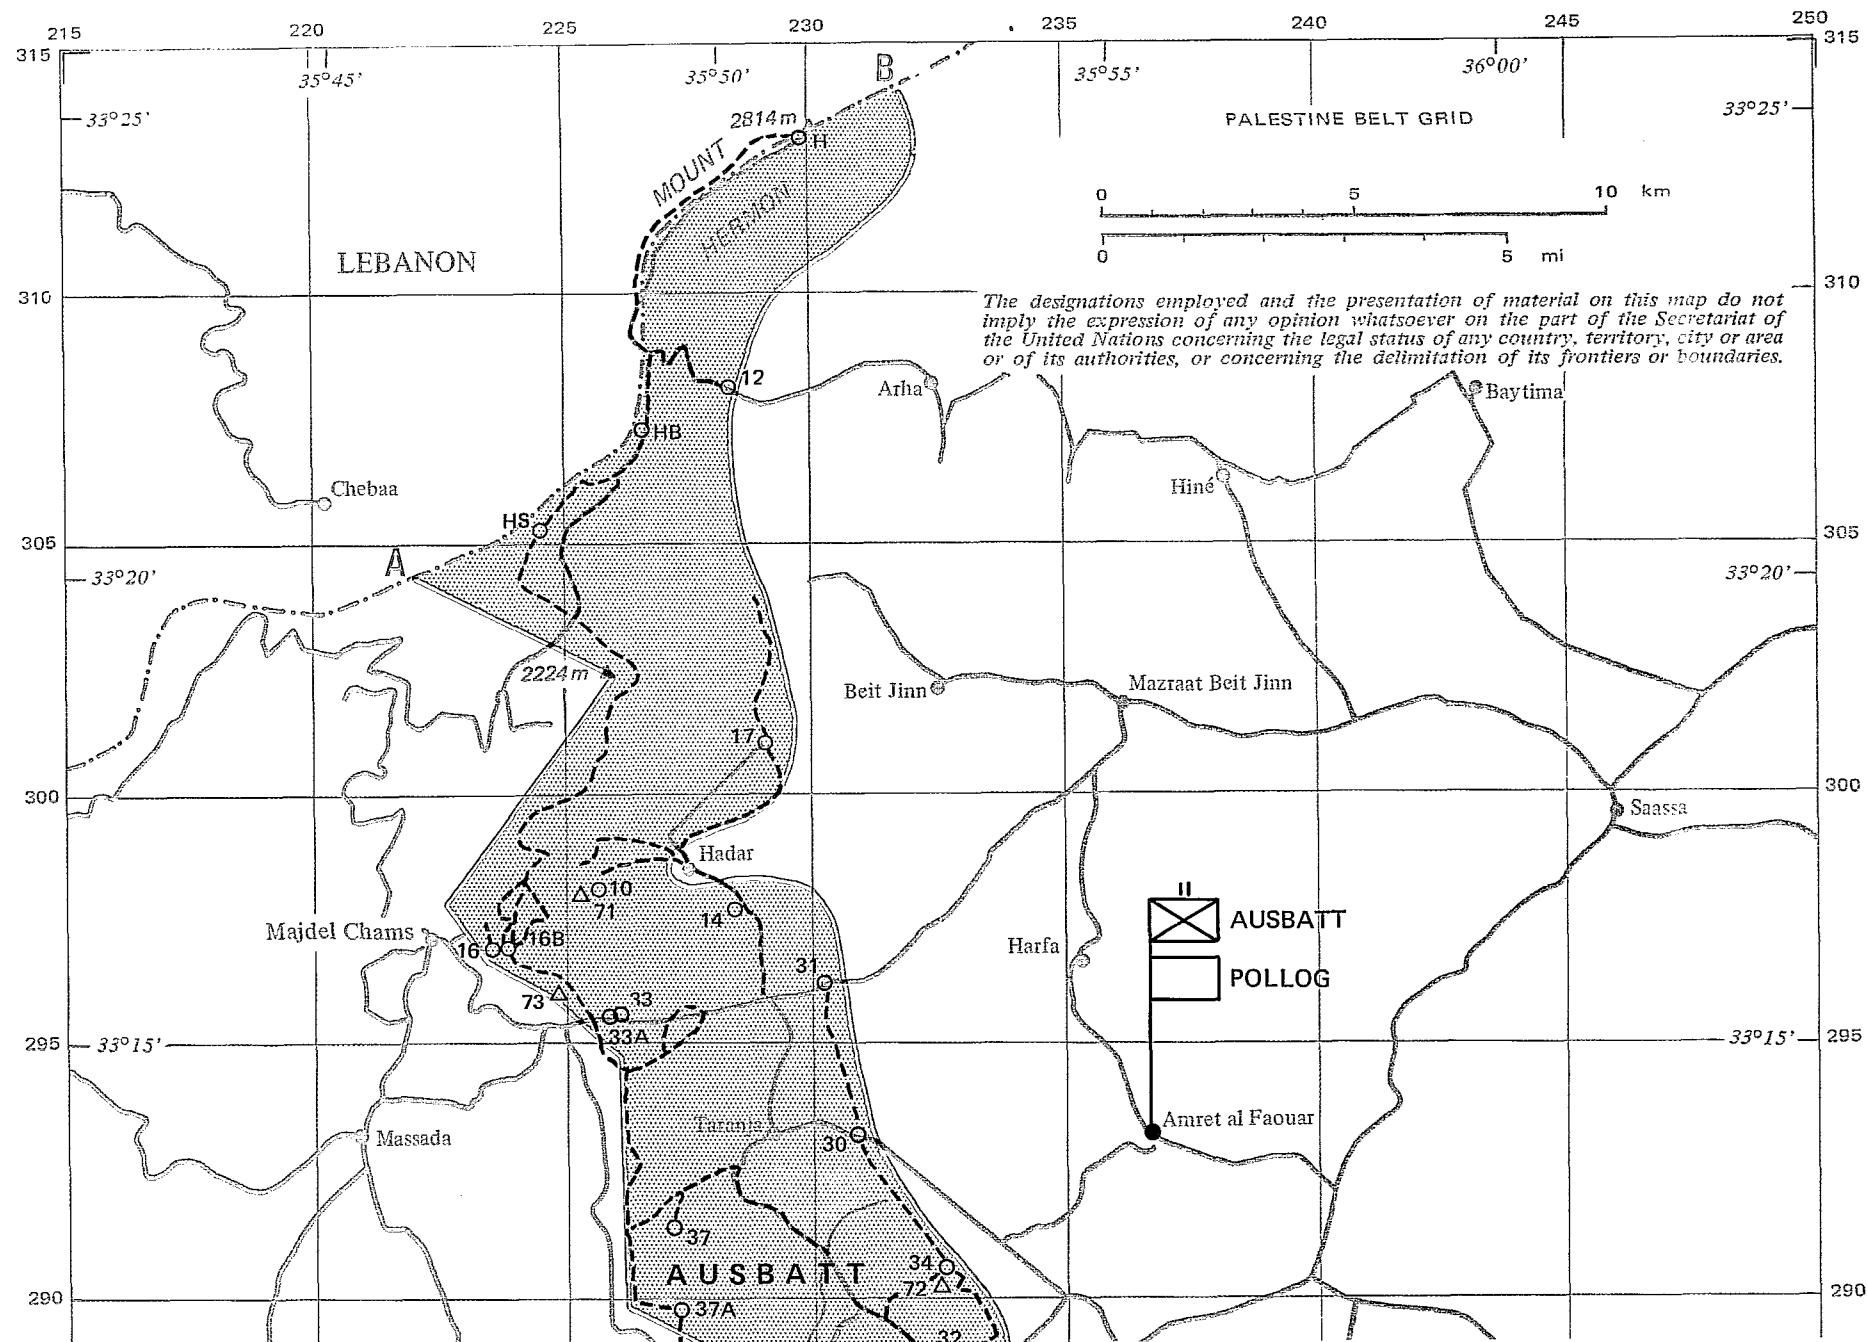 215 220 225 230 235 240 245 250
315 315
35°45' 35°50' 35°55' 36°00'
B
33°25' 33°25'
2814m
H
PALESTINE BELT GRID
MOUNT
HERMON
0 5 10 km
0 5 mi
LEBANON
310 310
The designations employed and the presentation of material on this map do not
imply the expression of any opinion whatsoever on the part of the Secretariat of
the United Nations concerning the legal status of any country, territory, city or area
or of its authorities, or concerning the delimitation of its frontiers or boundaries.
12
Arha
Baytima
HB
Chebaa
Hiné
HS
305 305
A
33°20' 33°20'
2224m
Beit Jinn
Mazraat Beit Jinn
17
300 300
Saassa
Hadar
10
71
14
AUSBATT
Majdel Chams
16
16B
Harfa
31
POLLOG
73
33
33A
295 295
33°15' 33°15'
Taranja
Amret al Faouar
Massada
30
37
34
AUSBATT
72
290 290
37A
32